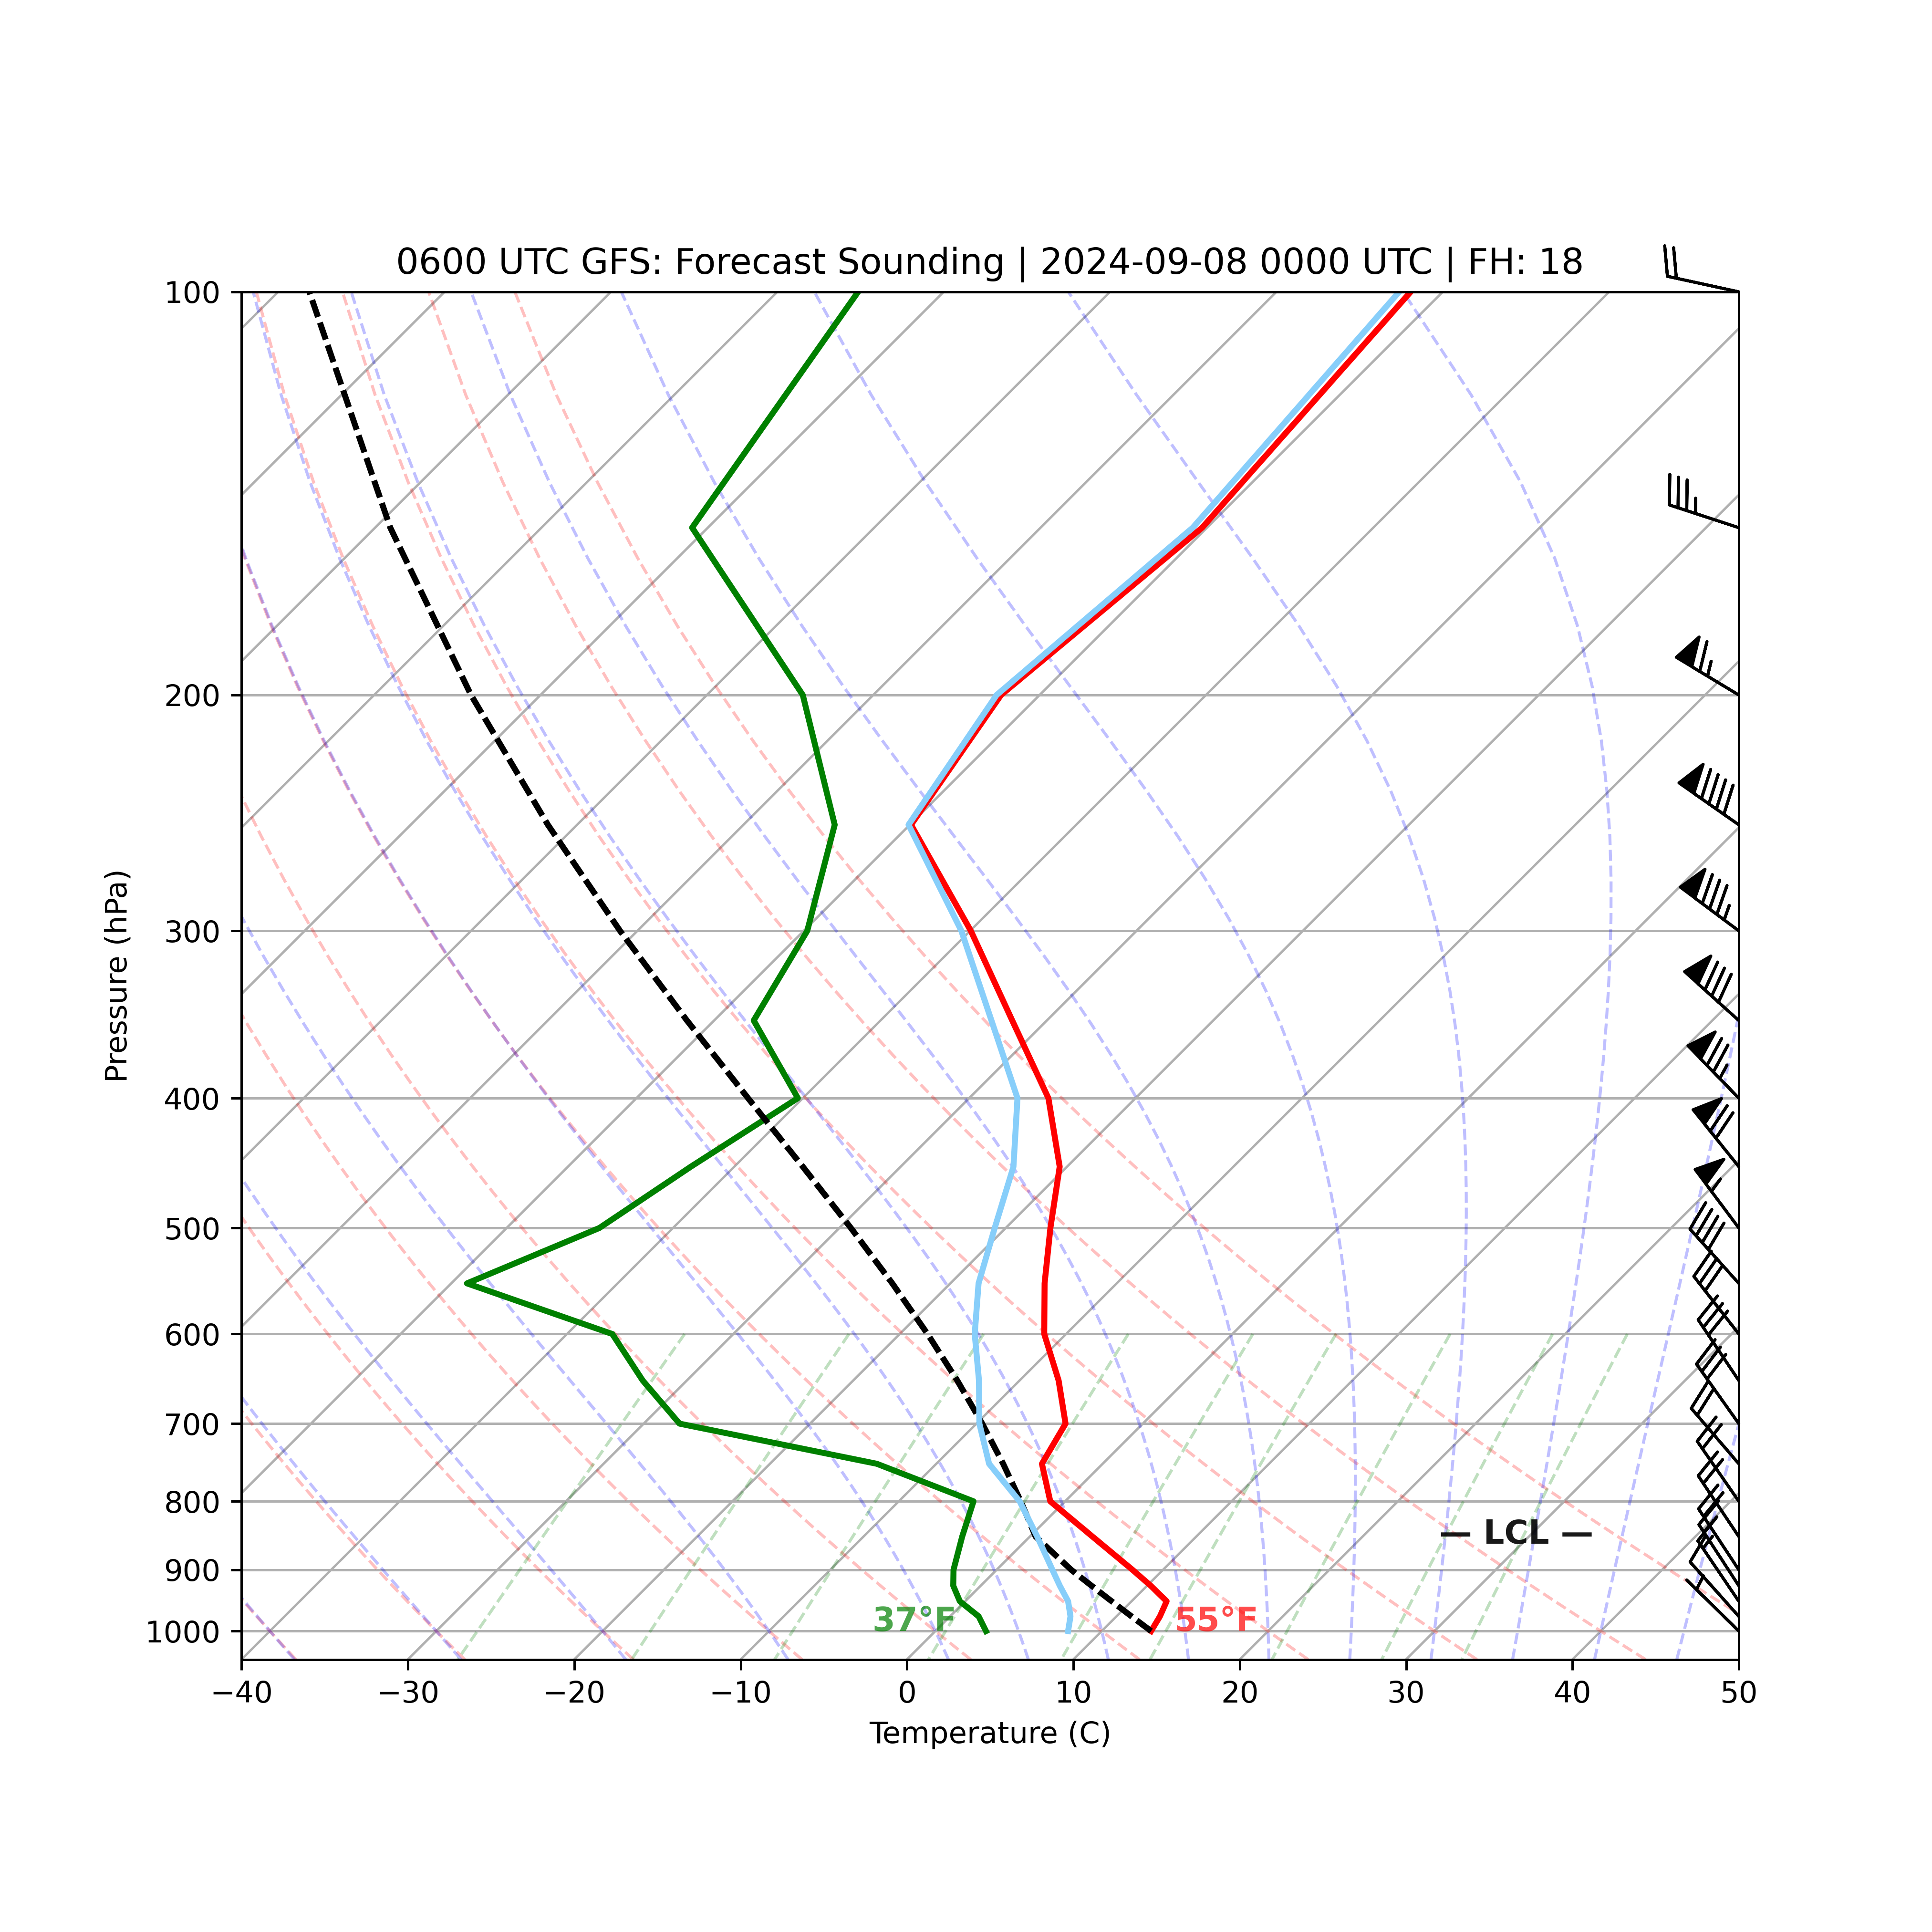 0600 UTC GFS: Forecast Sounding | 2024-09-08 0000 UTC | FH: 18
100
200
300
400
500
600
700
800
900
1000
Pressure (hPa)
— LCL —
37°F
55°F
−40 −30 −20 −10 0 10 20 30 40 50
Temperature (C)